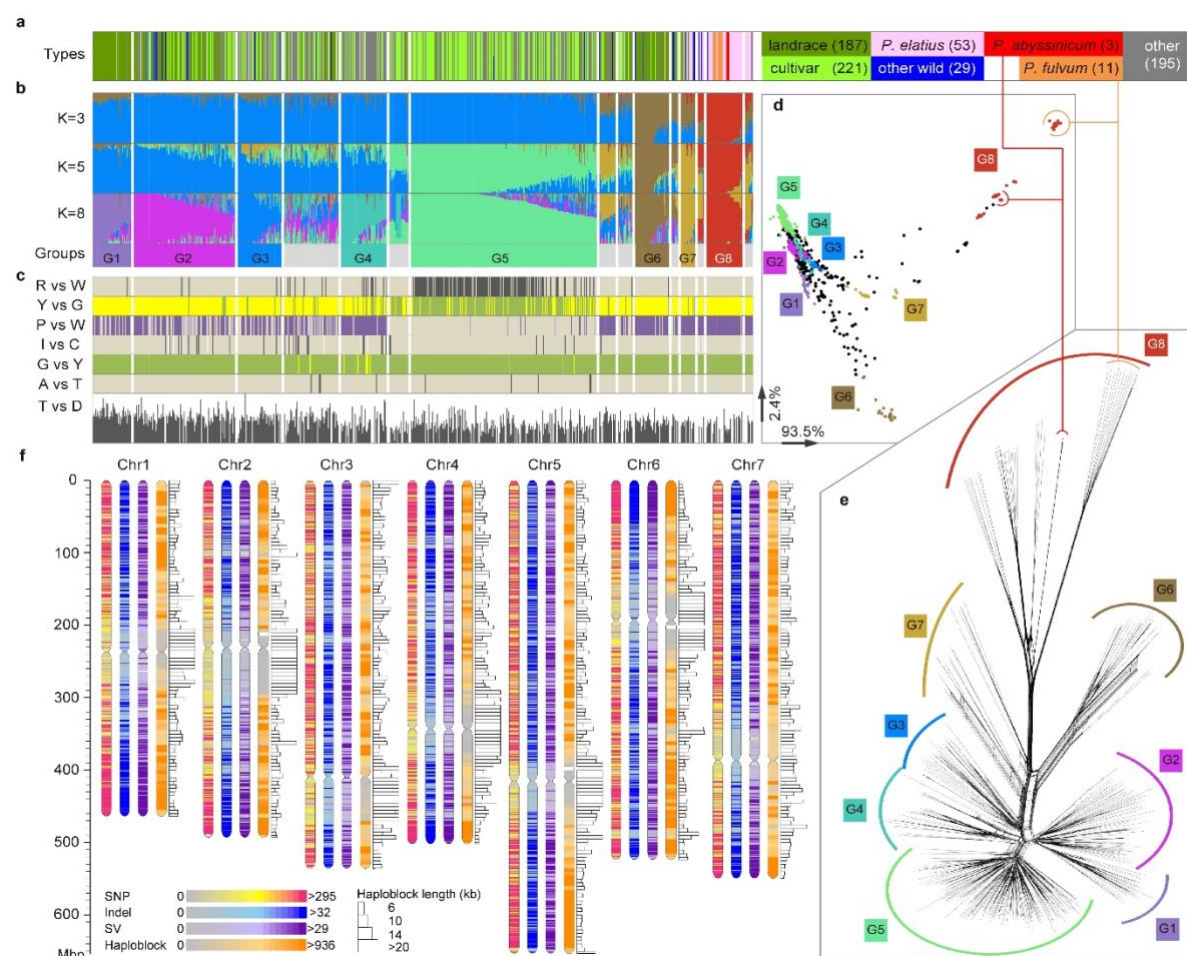 a
Types
landrace (187)
P. elatius (53)
P. abyssinicum (3)
other
(195)
cultivar (221)
other wild (29)
P. fulvum (11)
b
K=3
K=5
K=8
Groups
G1
G2
G3
G4
G5
G6
G7
G8
c
R vs W
Y vs G
P vs W
I vs C
G vs Y
A vs T
T vs D
d
G8
G5
G4
G3
G2
G1
G7
G6
2.4%
93.5%
e
G8
G7
G6
G3
G2
G4
G5
G1
f
Chr1
Chr2
Chr3
Chr4
Chr5
Chr6
Chr7
0
100
200
300
400
500
600
Mbp
SNP 0 >295
Indel 0 >32
SV 0 >29
Haploblock 0 >936
Haploblock length (kb)
6
10
14
>20